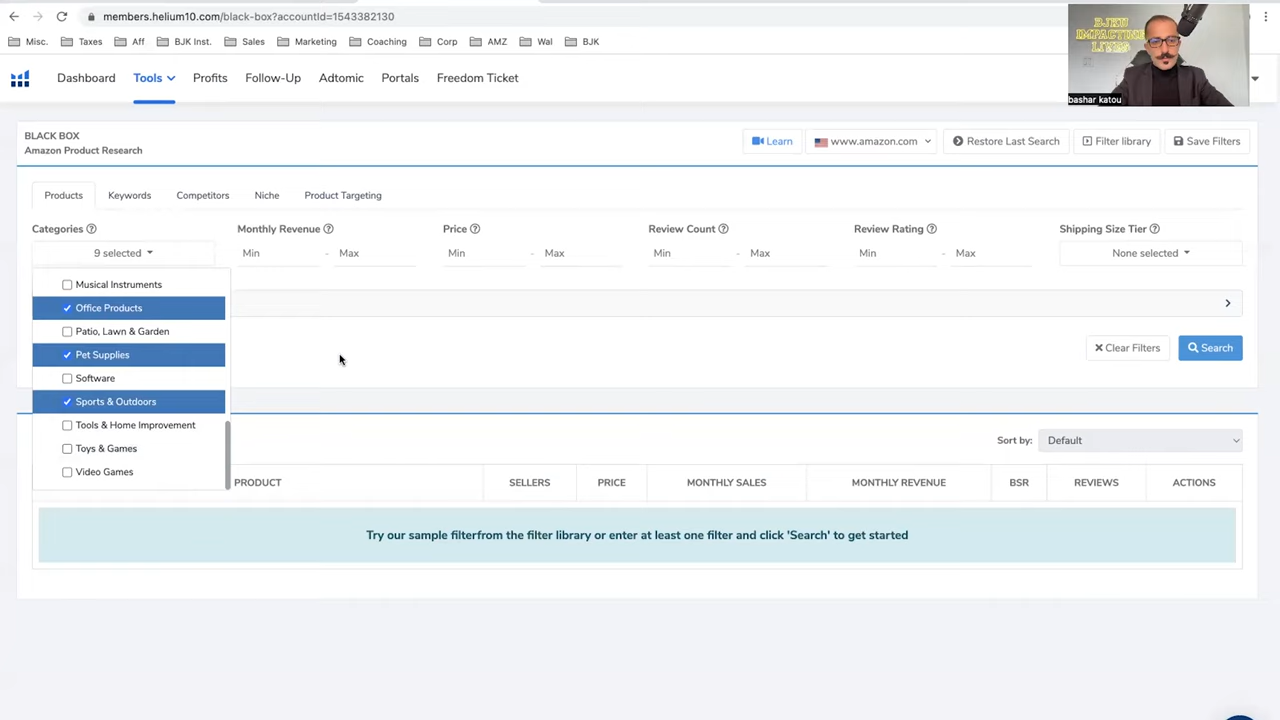 members.helium10.com/black-box?accountId=1543382130
Misc. Taxes Aff BJK Inst. Sales Marketing Coaching Corp AMZ Wal BJK
BJKU
IMPACTING
LIVES
bashar katou
Dashboard Tools Profits Follow-Up Adtomic Portals Freedom Ticket
BLACK BOX
Amazon Product Research
Learn www.amazon.com Restore Last Search Filter library Save Filters
Products Keywords Competitors Niche Product Targeting
Categories Monthly Revenue Price Review Count Review Rating Shipping Size Tier
9 selected Min - Max Min - Max Min - Max Min - Max None selected
Musical Instruments
Office Products
Patio, Lawn & Garden
Pet Supplies
Software
Sports & Outdoors
Tools & Home Improvement
Toys & Games
Video Games
Clear Filters Search
Sort by: Default
PRODUCT SELLERS PRICE MONTHLY SALES MONTHLY REVENUE BSR REVIEWS ACTIONS
Try our sample filterfrom the filter library or enter at least one filter and click 'Search' to get started